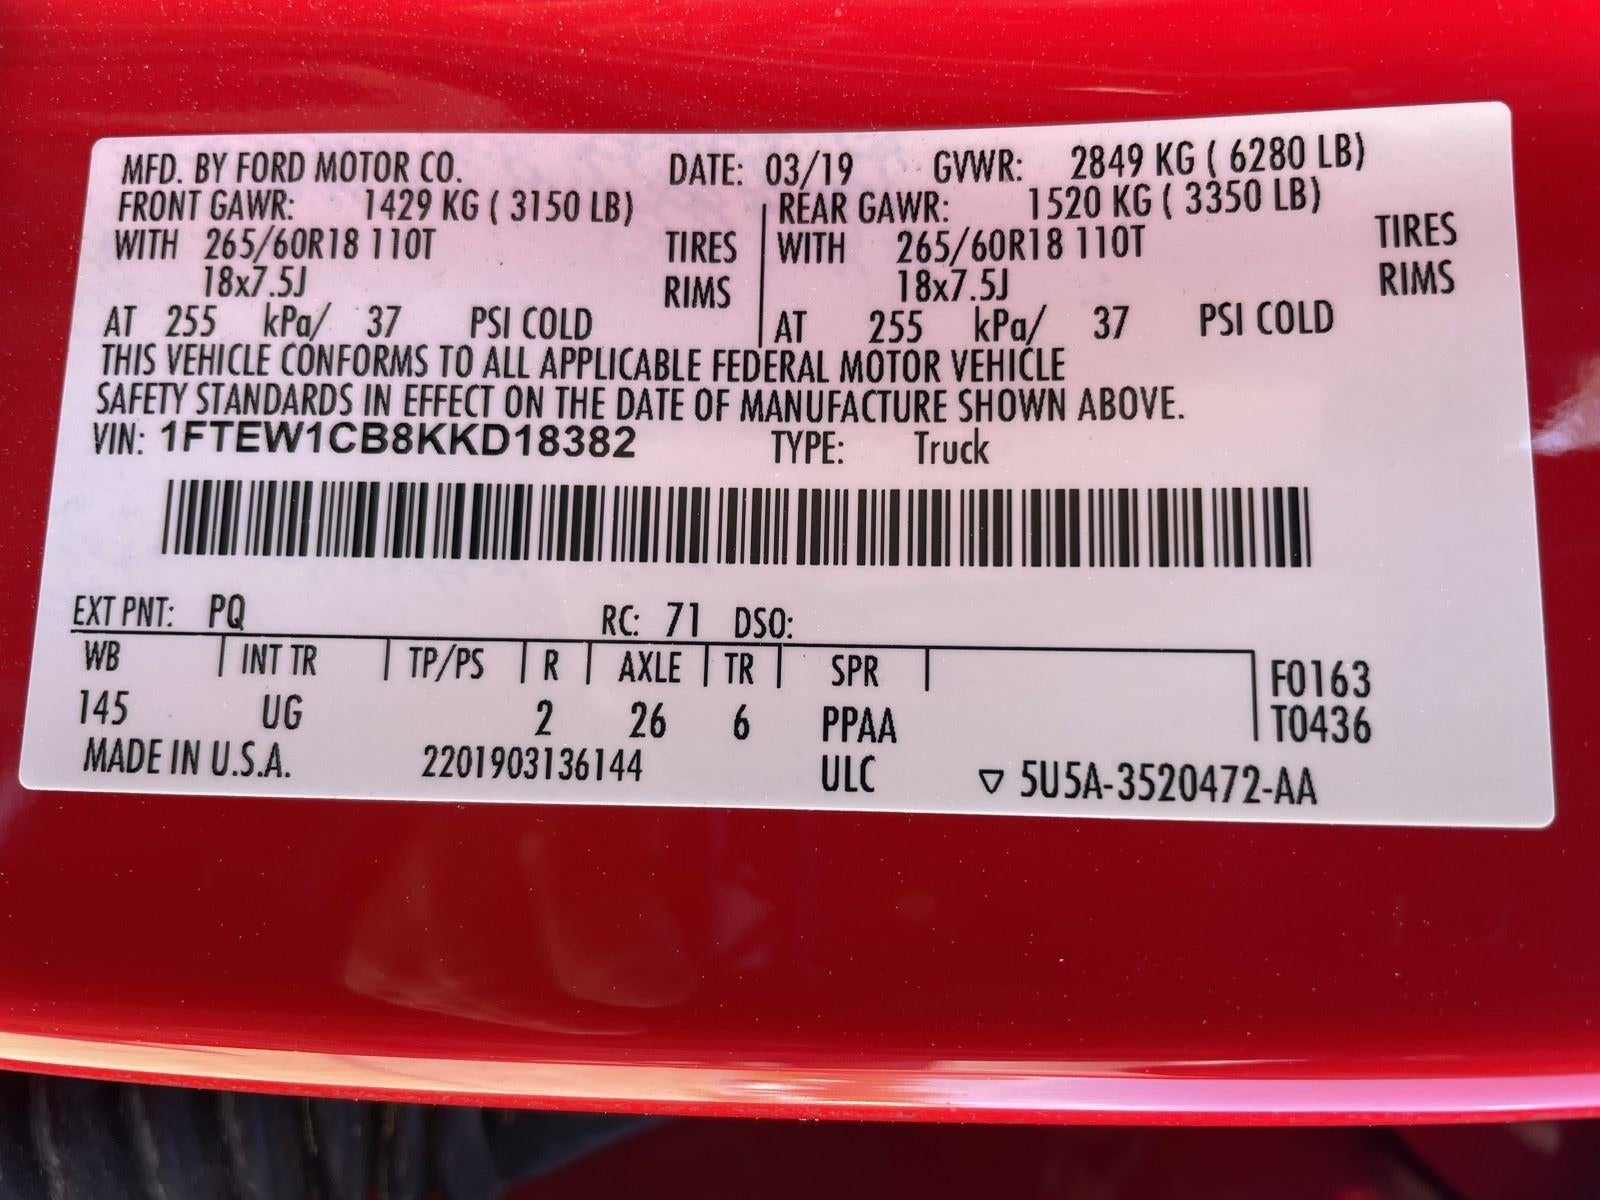 MFD. BY FORD MOTOR CO. DATE: 03/19 GVWR: 2849 KG ( 6280 LB)
FRONT GAWR: 1429 KG ( 3150 LB) REAR GAWR: 1520 KG ( 3350 LB)
WITH 265/60R18 110T TIRES WITH 265/60R18 110T TIRES
18x7.5J RIMS 18x7.5J RIMS
AT 255 kPa/ 37 PSI COLD AT 255 kPa/ 37 PSI COLD
THIS VEHICLE CONFORMS TO ALL APPLICABLE FEDERAL MOTOR VEHICLE
SAFETY STANDARDS IN EFFECT ON THE DATE OF MANUFACTURE SHOWN ABOVE.
VIN: 1FTEW1CB8KKD18382 TYPE: Truck
EXT PNT: PQ RC: 71 DSO:
WB INT TR TP/PS R AXLE TR SPR F0163
145 UG 2 26 6 PPAA T0436
MADE IN U.S.A. 2201903136144 ULC ▽ 5U5A-3520472-AA